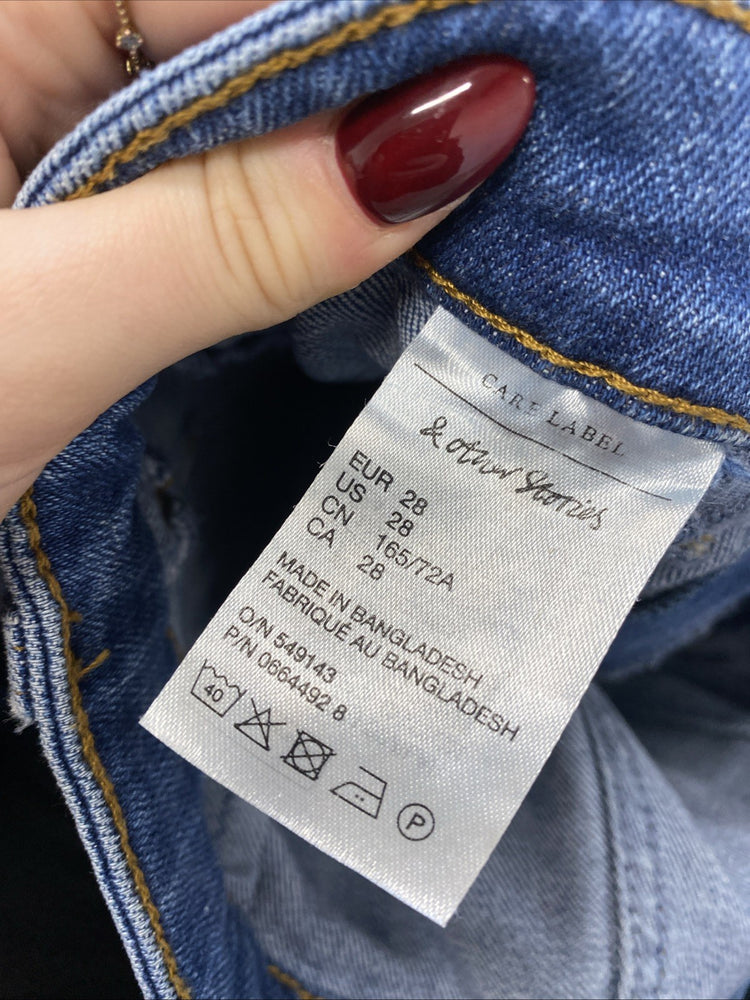 CARE LABEL
& other Stories
EUR 28
US 28
CN 165/72A
CA 28
MADE IN BANGLADESH
FABRIQUÉ AU BANGLADESH
O/N 549143
P/N 0664492 8
40
P